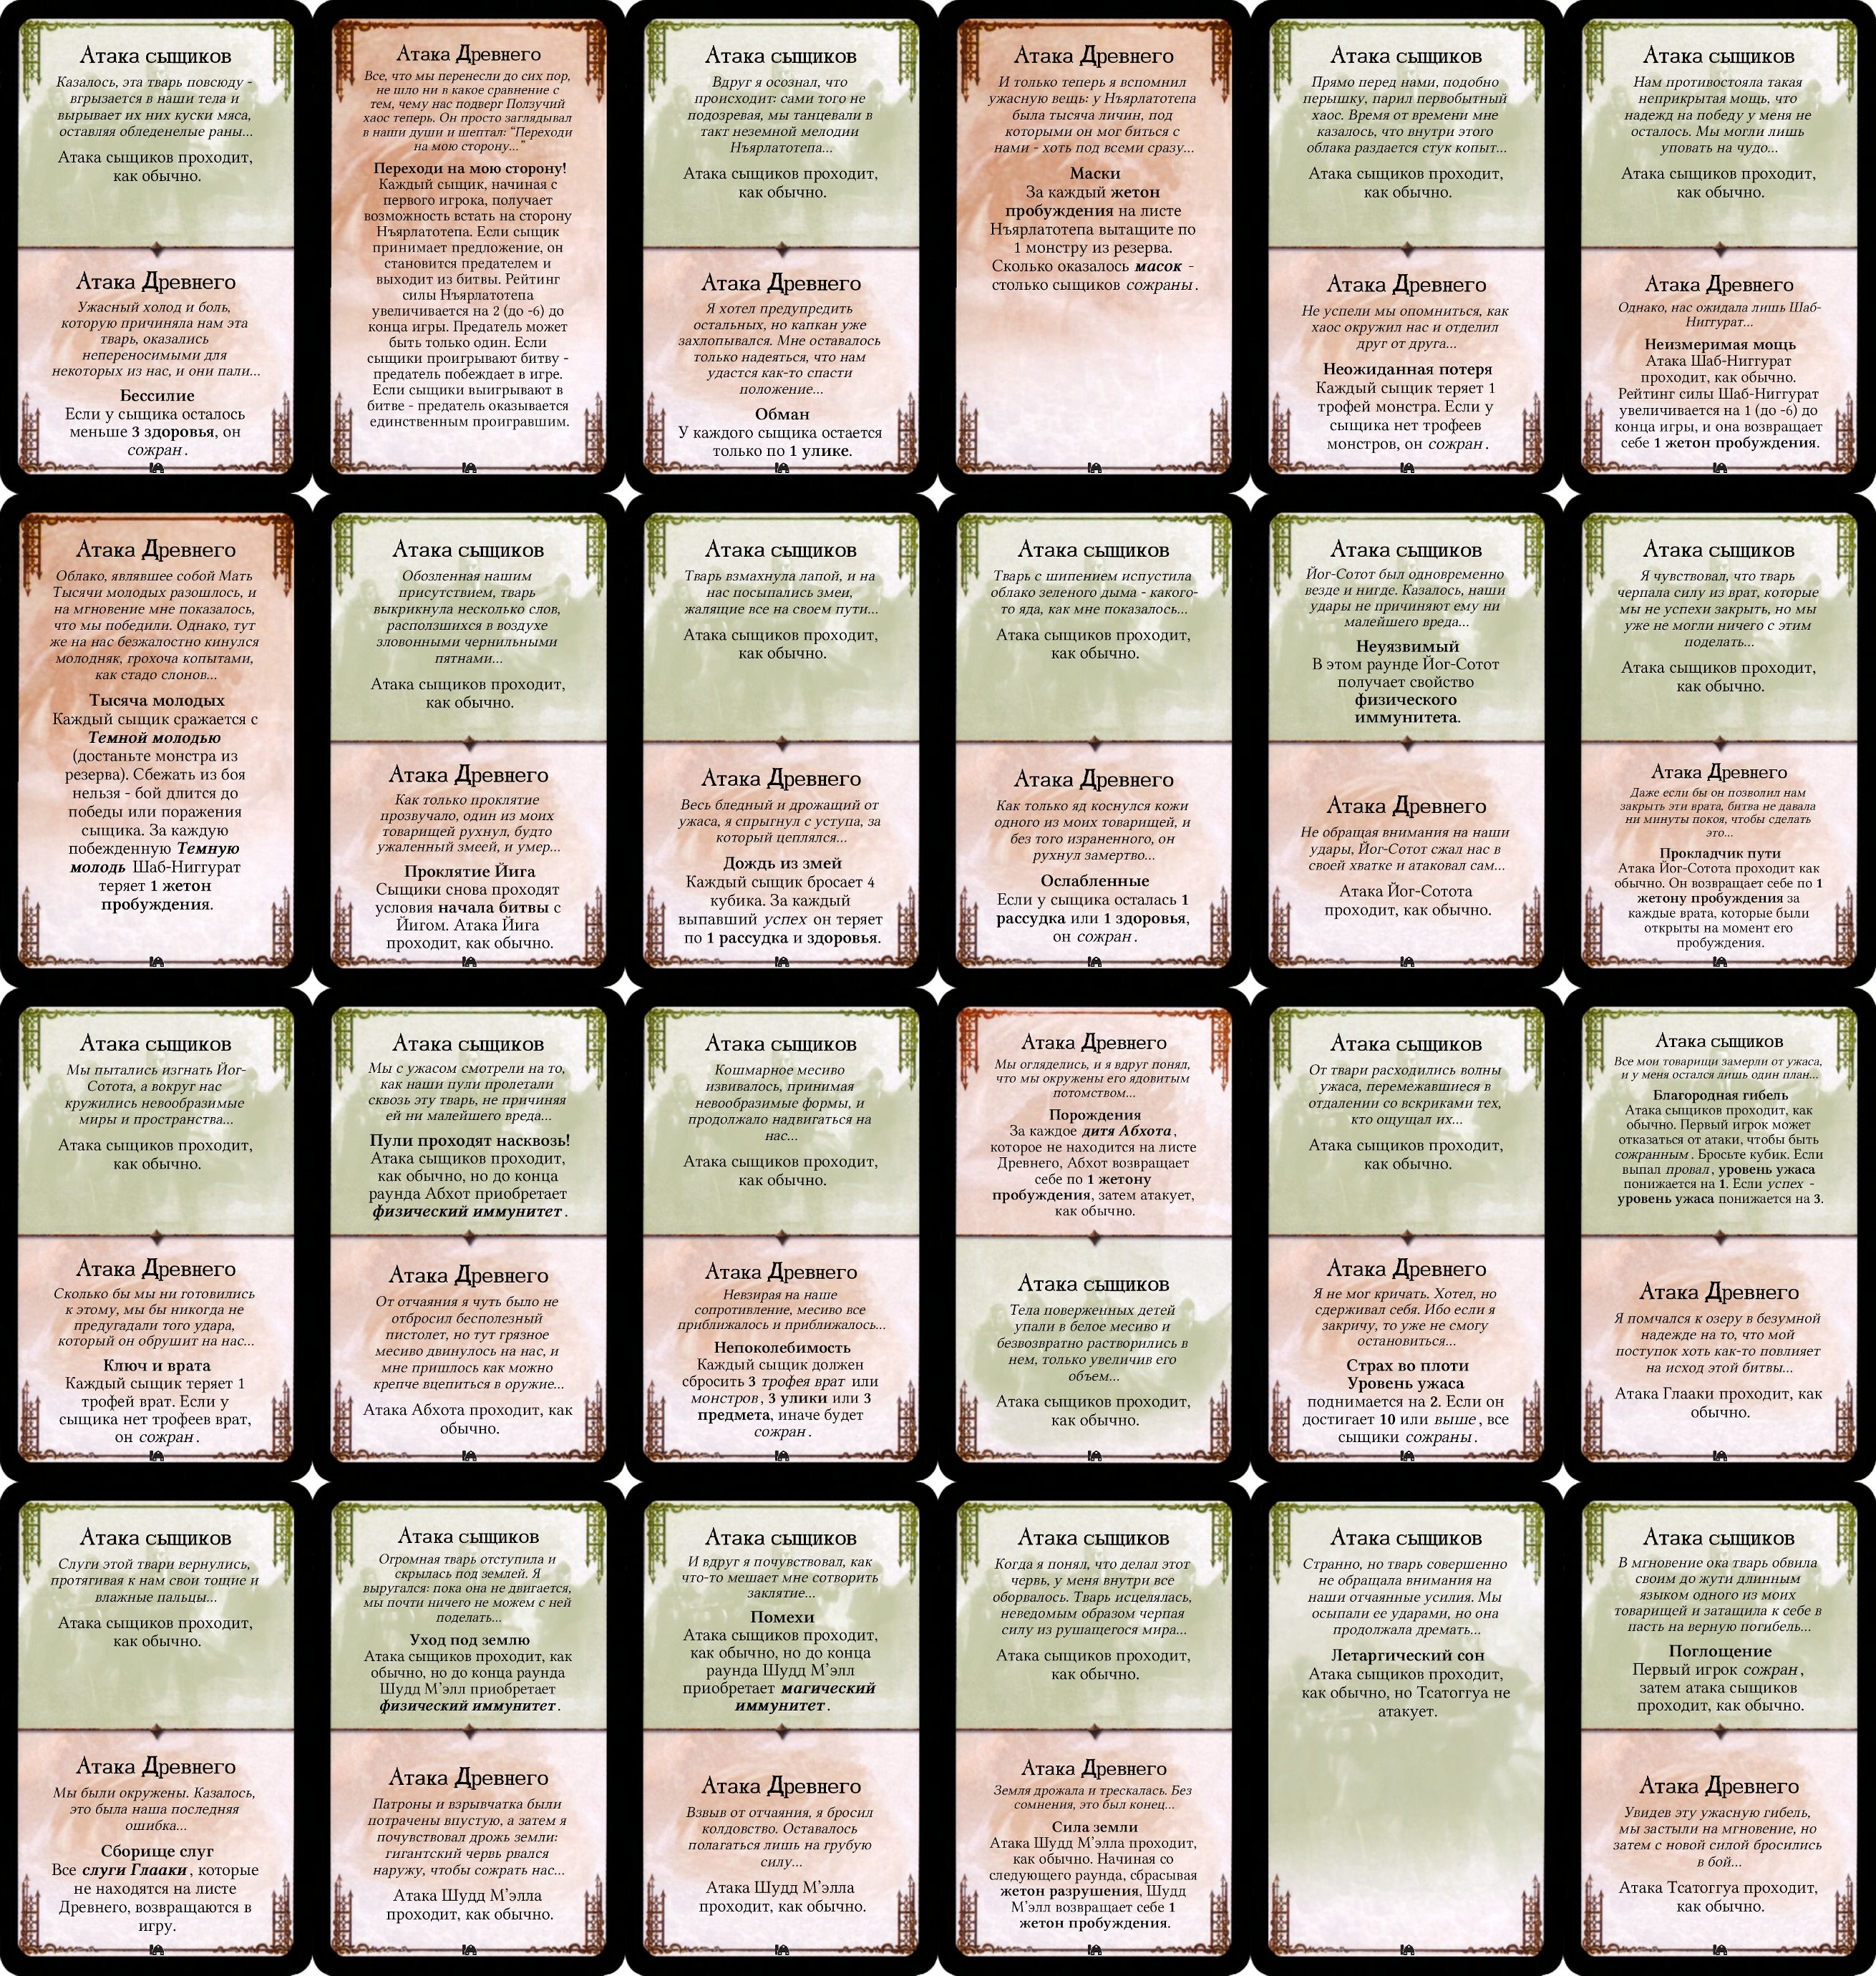 Атака сыщиков
Казалось, эта тварь повсюду -
вгрызается в наши тела и
вырывает их них куски мяса,
оставляя обледенелые раны...
Атака сыщиков проходит,
как обычно.
Атака Древнего
Ужасный холод и боль,
которую причиняла нам эта
тварь, оказались
непереносимыми для
некоторых из нас, и они пали...
Бессилие
Если у сыщика осталось
меньше 3 здоровья, он
сожран.
Атака Древнего
Все, что мы перенесли до сих пор,
не шло ни в какое сравнение с
тем, чему нас подверг Ползучий
хаос теперь. Он просто заглядывал
в наши души и шептал: “Переходи
на мою сторону...”
Переходи на мою сторону!
Каждый сыщик, начиная с
первого игрока, получает
возможность встать на сторону
Нъярлатотепа. Если сыщик
принимает предложение, он
становится предателем и
выходит из битвы. Рейтинг
силы Нъярлатотепа
увеличивается на 2 (до -6) до
конца игры. Предатель может
быть только один. Если
сыщики проигрывают битву -
предатель побеждает в игре.
Если сыщики выигрывают в
битве - предатель оказывается
единственным проигравшим.
Атака сыщиков
Вдруг я осознал, что
происходит: сами того не
подозревая, мы танцевали в
такт неземной мелодии
Нъярлатотепа...
Атака сыщиков проходит,
как обычно.
Атака Древнего
Я хотел предупредить
остальных, но капкан уже
захлопывался. Мне оставалось
только надеяться, что нам
удастся как-то спасти
положение...
Обман
У каждого сыщика остается
только по 1 улике.
Атака Древнего
И только теперь я вспомнил
ужасную вещь: у Нъярлатотепа
была тысяча личин, под
которыми он мог биться с
нами - хоть под всеми сразу...
Маски
За каждый жетон
пробуждения на листе
Нъярлатотепа вытащите по
1 монстру из резерва.
Сколько оказалось масок -
столько сыщиков сожраны.
Атака сыщиков
Прямо перед нами, подобно
перышку, парил первобытный
хаос. Время от времени мне
казалось, что внутри этого
облака раздается стук копыт...
Атака сыщиков проходит,
как обычно.
Атака Древнего
Не успели мы опомниться, как
хаос окружил нас и отделил
друг от друга...
Неожиданная потеря
Каждый сыщик теряет 1
трофей монстра. Если у
сыщика нет трофеев
монстров, он сожран.
Атака сыщиков
Нам противостояла такая
неприкрытая мощь, что
надежд на победу у меня не
осталось. Мы могли лишь
уповать на чудо...
Атака сыщиков проходит,
как обычно.
Атака Древнего
Однако, нас ожидала лишь Шаб-
Ниггурат...
Неизмеримая мощь
Атака Шаб-Ниггурат
проходит, как обычно.
Рейтинг силы Шаб-Ниггурат
увеличивается на 1 (до -6) до
конца игры, и она возвращает
себе 1 жетон пробуждения.
Атака Древнего
Облако, являвшее собой Мать
Тысячи молодых разошлось, и
на мгновение мне показалось,
что мы победили. Однако, тут
же на нас безжалостно кинулся
молодняк, грохоча копытами,
как стадо слонов...
Тысяча молодых
Каждый сыщик сражается с
Темной молодью
(достаньте монстра из
резерва). Сбежать из боя
нельзя - бой длится до
победы или поражения
сыщика. За каждую
побежденную Темную
молодь Шаб-Ниггурат
теряет 1 жетон
пробуждения.
Атака сыщиков
Обозленная нашим
присутствием, тварь
выкрикнула несколько слов,
расползшихся в воздухе
зловонными чернильными
пятнами...
Атака сыщиков проходит,
как обычно.
Атака Древнего
Как только проклятие
прозвучало, один из моих
товарищей рухнул, будто
ужаленный змеей, и умер...
Проклятие Йига
Сыщики снова проходят
условия начала битвы с
Йигом. Атака Йига
проходит, как обычно.
Атака сыщиков
Тварь взмахнула лапой, и на
нас посыпались змеи,
жалящие все на своем пути...
Атака сыщиков проходит,
как обычно.
Атака Древнего
Весь бледный и дрожащий от
ужаса, я спрыгнул с уступа, за
который цеплялся...
Дождь из змей
Каждый сыщик бросает 4
кубика. За каждый
выпавший успех он теряет
по 1 рассудка и здоровья.
Атака сыщиков
Тварь с шипением испустила
облако зеленого дыма - какого-
то яда, как мне показалось...
Атака сыщиков проходит,
как обычно.
Атака Древнего
Как только яд коснулся кожи
одного из моих товарищей, и
без того израненного, он
рухнул замертво...
Ослабленные
Если у сыщика осталась 1
рассудка или 1 здоровья,
он сожран.
Атака сыщиков
Йог-Сотот был одновременно
везде и нигде. Казалось, наши
удары не причиняют ему ни
малейшего вреда...
Неуязвимый
В этом раунде Йог-Сотот
получает свойство
физического
иммунитета.
Атака Древнего
Не обращая внимания на наши
удары, Йог-Сотот сжал нас в
своей хватке и атаковал сам...
Атака Йог-Сотота
проходит, как обычно.
Атака сыщиков
Я чувствовал, что тварь
черпала силу из врат, которые
мы не успехи закрыть, но мы
уже не могли ничего с этим
поделать...
Атака сыщиков проходит,
как обычно.
Атака Древнего
Даже если бы он позволил нам
закрыть эти врата, битва не давала
ни минуты покоя, чтобы сделать
это...
Прокладчик пути
Атака Йог-Сотота проходит как
обычно. Он возвращает себе по 1
жетону пробуждения за
каждые врата, которые были
открыты на момент его
пробуждения.
Атака сыщиков
Мы пытались изгнать Йог-
Сотота, а вокруг нас
кружились невообразимые
миры и пространства...
Атака сыщиков проходит,
как обычно.
Атака Древнего
Сколько бы мы ни готовились
к этому, мы бы никогда не
предугадали того удара,
который он обрушит на нас...
Ключ и врата
Каждый сыщик теряет 1
трофей врат. Если у
сыщика нет трофеев врат,
он сожран.
Атака сыщиков
Мы с ужасом смотрели на то,
как наши пули пролетали
сквозь эту тварь, не причиняя
ей ни малейшего вреда...
Пули проходят насквозь!
Атака сыщиков проходит,
как обычно, но до конца
раунда Абхот приобретает
физический иммунитет.
Атака Древнего
От отчаяния я чуть было не
отбросил бесполезный
пистолет, но тут грязное
месиво двинулось на нас, и
мне пришлось как можно
крепче вцепиться в оружие...
Атака Абхота проходит, как
обычно.
Атака сыщиков
Кошмарное месиво
извивалось, принимая
невообразимые формы, и
продолжало надвигаться на
нас...
Атака сыщиков проходит,
как обычно.
Атака Древнего
Невзирая на наше
сопротивление, месиво все
приближалось и приближалось...
Непоколебимость
Каждый сыщик должен
сбросить 3 трофея врат или
монстров, 3 улики или 3
предмета, иначе будет
сожран.
Атака Древнего
Мы огляделись, и я вдруг понял,
что мы окружены его ядовитым
потомством...
Порождения
За каждое дитя Абхота,
которое не находится на листе
Древнего, Абхот возвращает
себе по 1 жетону
пробуждения, затем атакует,
как обычно.
Атака сыщиков
Тела поверженных детей
упали в белое месиво и
безвозвратно растворились в
нем, только увеличив его
объем...
Атака сыщиков проходит,
как обычно.
Атака сыщиков
От твари расходились волны
ужаса, перемежавшиеся в
отдалении со вскриками тех,
кто ощущал их...
Атака сыщиков проходит,
как обычно.
Атака Древнего
Я не мог кричать. Хотел, но
сдерживал себя. Ибо если я
закричу, то уже не смогу
остановиться...
Страх во плоти
Уровень ужаса
поднимается на 2. Если он
достигает 10 или выше, все
сыщики сожраны.
Атака сыщиков
Все мои товарищи замерли от ужаса,
и у меня остался лишь один план...
Благородная гибель
Атака сыщиков проходит, как
обычно. Первый игрок может
отказаться от атаки, чтобы быть
сожранным. Бросьте кубик. Если
выпал провал, уровень ужаса
понижается на 1. Если успех -
уровень ужаса понижается на 3.
Атака Древнего
Я помчался к озеру в безумной
надежде на то, что мой
поступок хоть как-то повлияет
на исход этой битвы...
Атака Глааки проходит, как
обычно.
Атака сыщиков
Слуги этой твари вернулись,
протягивая к нам свои тощие и
влажные пальцы...
Атака сыщиков проходит,
как обычно.
Атака Древнего
Мы были окружены. Казалось,
это была наша последняя
ошибка...
Сборище слуг
Все слуги Глааки, которые
не находятся на листе
Древнего, возвращаются в
игру.
Атака сыщиков
Огромная тварь отступила и
скрылась под землей. Я
выругался: пока она не двигается,
мы почти ничего не можем с ней
поделать...
Уход под землю
Атака сыщиков проходит, как
обычно, но до конца раунда
Шудд М’элл приобретает
физический иммунитет.
Атака Древнего
Патроны и взрывчатка были
потрачены впустую, а затем я
почувствовал дрожь земли:
гигантский червь рвался
наружу, чтобы сожрать нас...
Атака Шудд М’элла
проходит, как обычно.
Атака сыщиков
И вдруг я почувствовал, как
что-то мешает мне сотворить
заклятие...
Помехи
Атака сыщиков проходит,
как обычно, но до конца
раунда Шудд М’элл
приобретает магический
иммунитет.
Атака Древнего
Взвыв от отчаяния, я бросил
колдовство. Оставалось
полагаться лишь на грубую
силу...
Атака Шудд М’элла
проходит, как обычно.
Атака сыщиков
Когда я понял, что делал этот
червь, у меня внутри все
оборвалось. Тварь исцелялась,
неведомым образом черпая
силу из рушащегося мира...
Атака сыщиков проходит,
как обычно.
Атака Древнего
Земля дрожала и трескалась. Без
сомнения, это был конец...
Сила земли
Атака Шудд М’элла проходит,
как обычно. Начиная со
следующего раунда, сбрасывая
жетон разрушения, Шудд
М’элл возвращает себе 1
жетон пробуждения.
Атака сыщиков
Странно, но тварь совершенно
не обращала внимания на
наши отчаянные усилия. Мы
осыпали ее ударами, но она
продолжала дремать...
Летаргический сон
Атака сыщиков проходит,
как обычно, но Тсатоггуа не
атакует.
Атака сыщиков
В мгновение ока тварь обвила
своим до жути длинным
языком одного из моих
товарищей и затащила к себе в
пасть на верную погибель...
Поглощение
Первый игрок сожран,
затем атака сыщиков
проходит, как обычно.
Атака Древнего
Увидев эту ужасную гибель,
мы застыли на мгновение, но
затем с новой силой бросились
в бой...
Атака Тсатоггуа проходит,
как обычно.